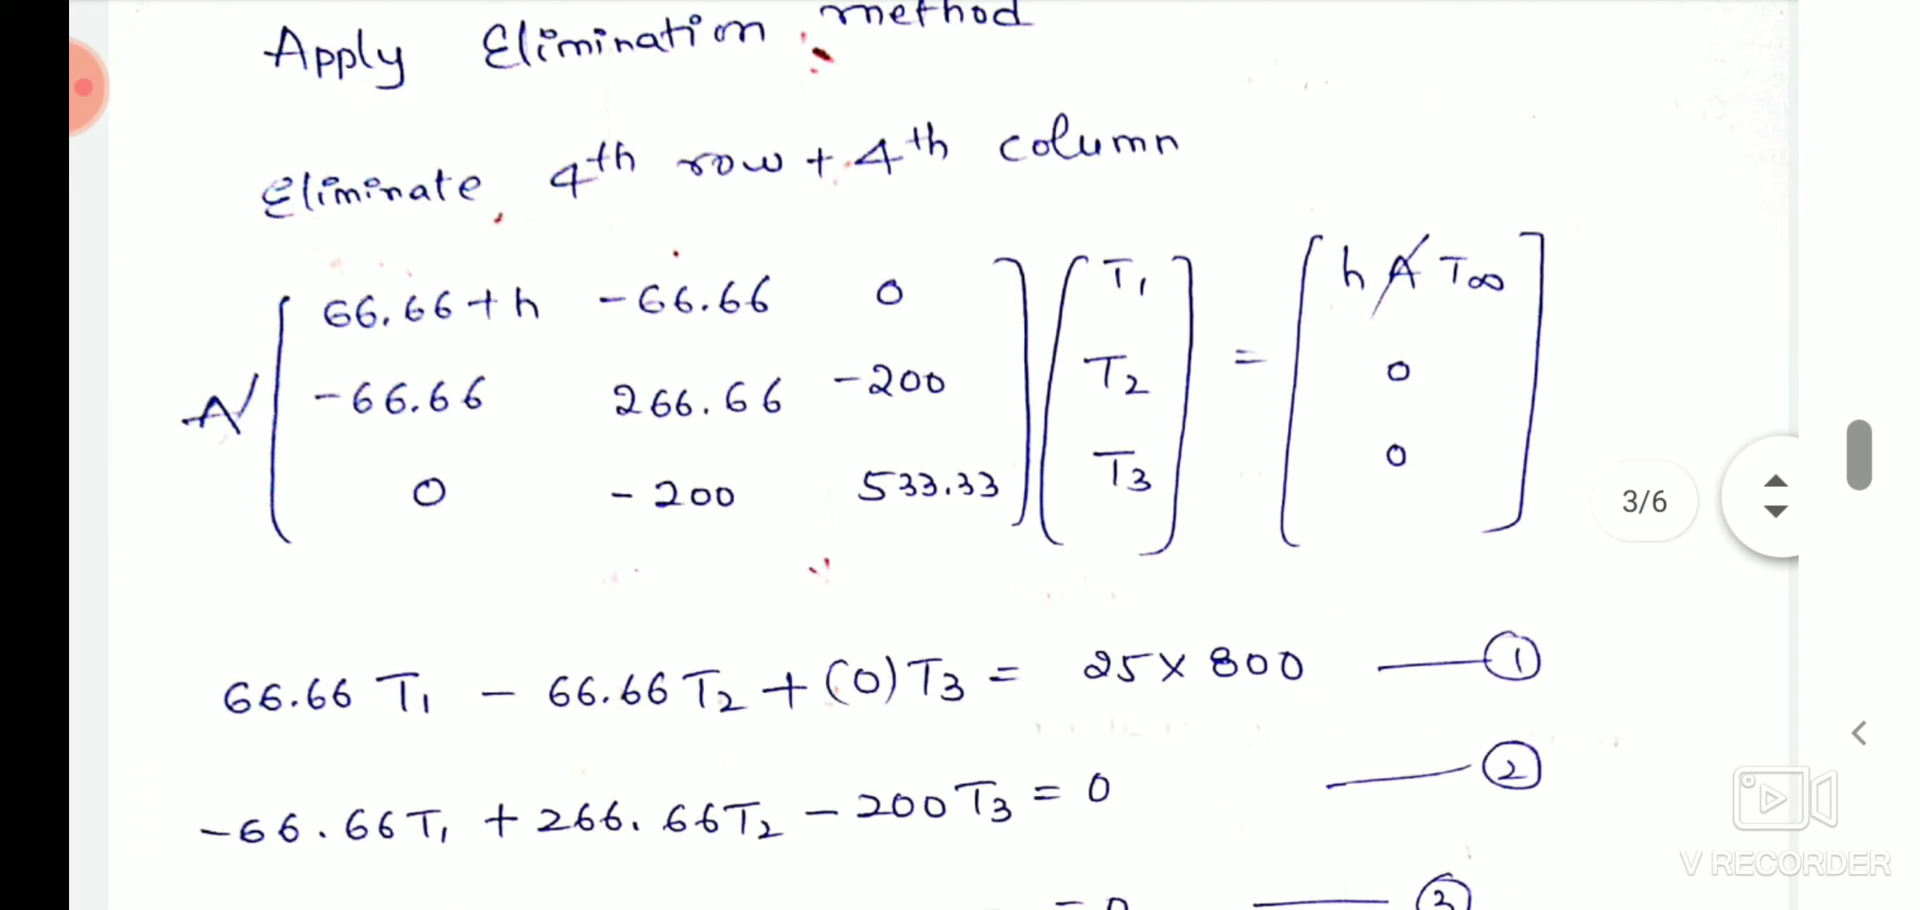 Apply Elimination method
Eliminate, 4th row + 4th column
A [ 66.66 + h -66.66 0 ] [ T1 ] = [ h A T∞ ]
-66.66 266.66 -200 T2 0
0 -200 533.33 T3 0
3/6
66.66 T1 - 66.66 T2 + (0) T3 = 25 × 800 — ①
-66.66 T1 + 266.66 T2 - 200 T3 = 0 — ②
V RECORDER
= 0 — ③